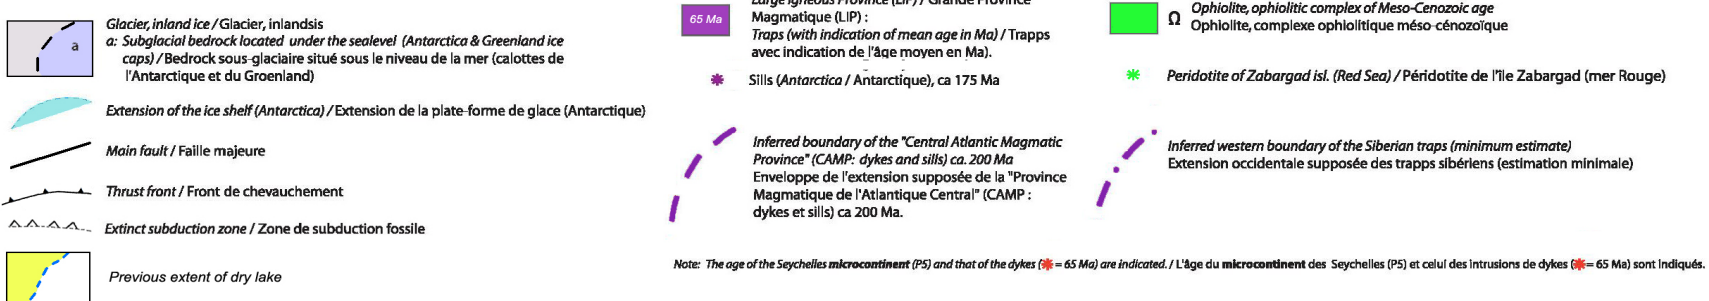 Glacier, inland ice / Glacier, inlandsis
a: Subglacial bedrock located under the sealevel (Antarctica & Greenland ice
caps) / Bedrock sous-glaciaire situé sous le niveau de la mer (calottes de
l'Antarctique et du Groenland)
a
Extension of the ice shelf (Antarctica) / Extension de la plate-forme de glace (Antarctique)
Main fault / Faille majeure
Thrust front / Front de chevauchement
Extinct subduction zone / Zone de subduction fossile
Previous extent of dry lake
65 Ma
Large Igneous Province (LIP) / Grande Province
Magmatique (LIP) :
Traps (with indication of mean age in Ma) / Trapps
avec indication de l'âge moyen en Ma).
Sills (Antarctica / Antarctique), ca 175 Ma
Inferred boundary of the "Central Atlantic Magmatic
Province" (CAMP: dykes and sills) ca. 200 Ma
Enveloppe de l'extension supposée de la "Province
Magmatique de l'Atlantique Central" (CAMP :
dykes et sills) ca 200 Ma.
Ω
Ophiolite, ophiolitic complex of Meso-Cenozoic age
Ophiolite, complexe ophiolitique méso-cénozoïque
Peridotite of Zabargad isl. (Red Sea) / Péridotite de l'île Zabargad (mer Rouge)
Inferred western boundary of the Siberian traps (minimum estimate)
Extension occidentale supposée des trapps sibériens (estimation minimale)
Note: The age of the Seychelles microcontinent (P5) and that of the dykes (✱= 65 Ma) are indicated. / L'âge du microcontinent des Seychelles (P5) et celui des intrusions de dykes (✱= 65 Ma) sont indiqués.